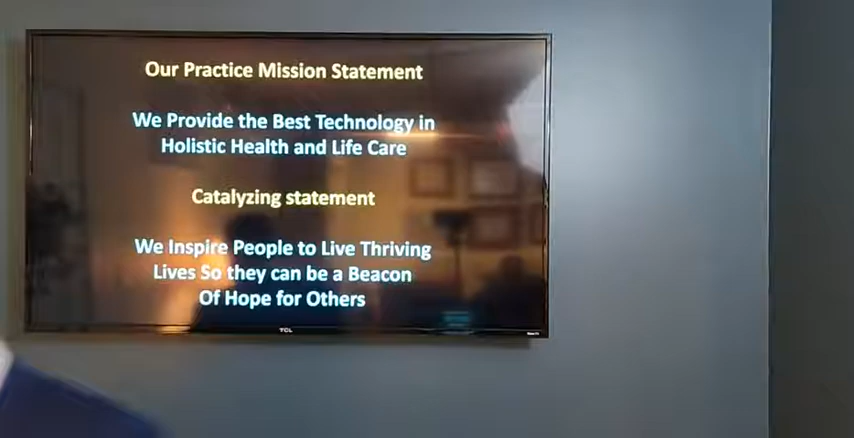 Our Practice Mission Statement
We Provide the Best Technology in
Holistic Health and Life Care
Catalyzing statement
We Inspire People to Live Thriving
Lives So they can be a Beacon
Of Hope for Others
TCL